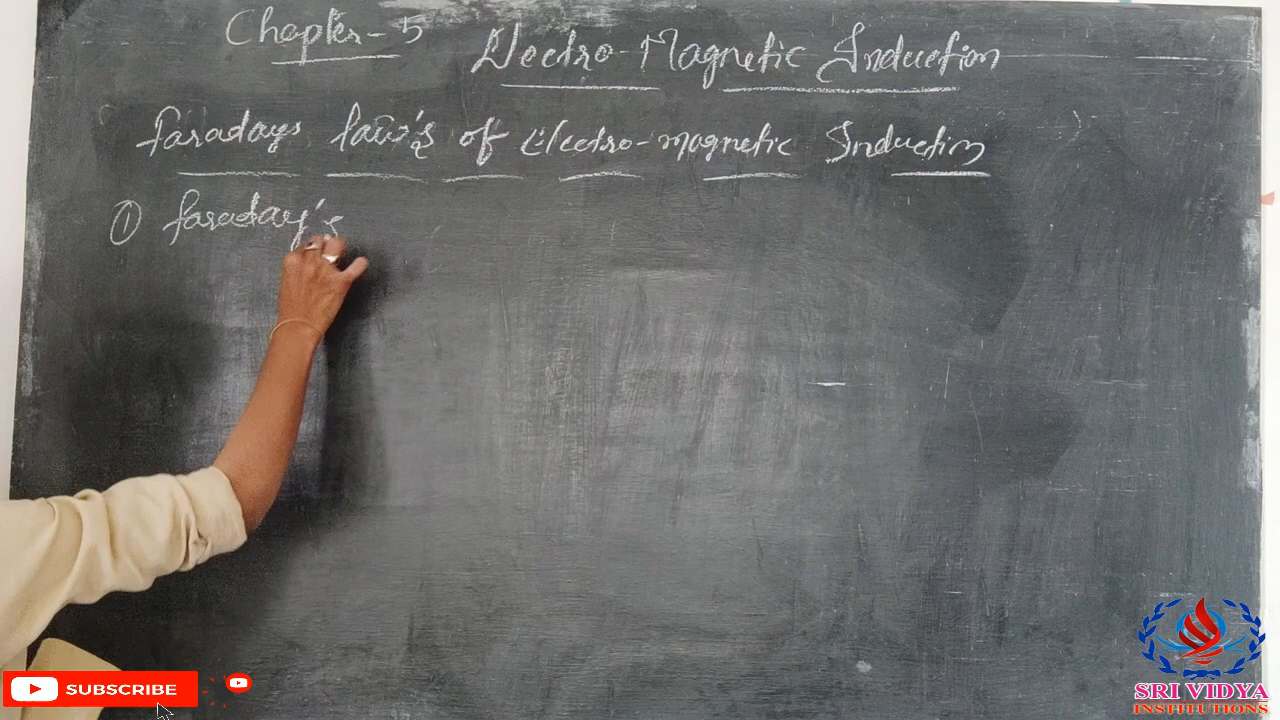 Chapter-5 Electro-Magnetic Induction
Faradays law's of Electro-magnetic Induction
① Faraday's
SUBSCRIBE
SRI VIDYA
INSTITUTIONS